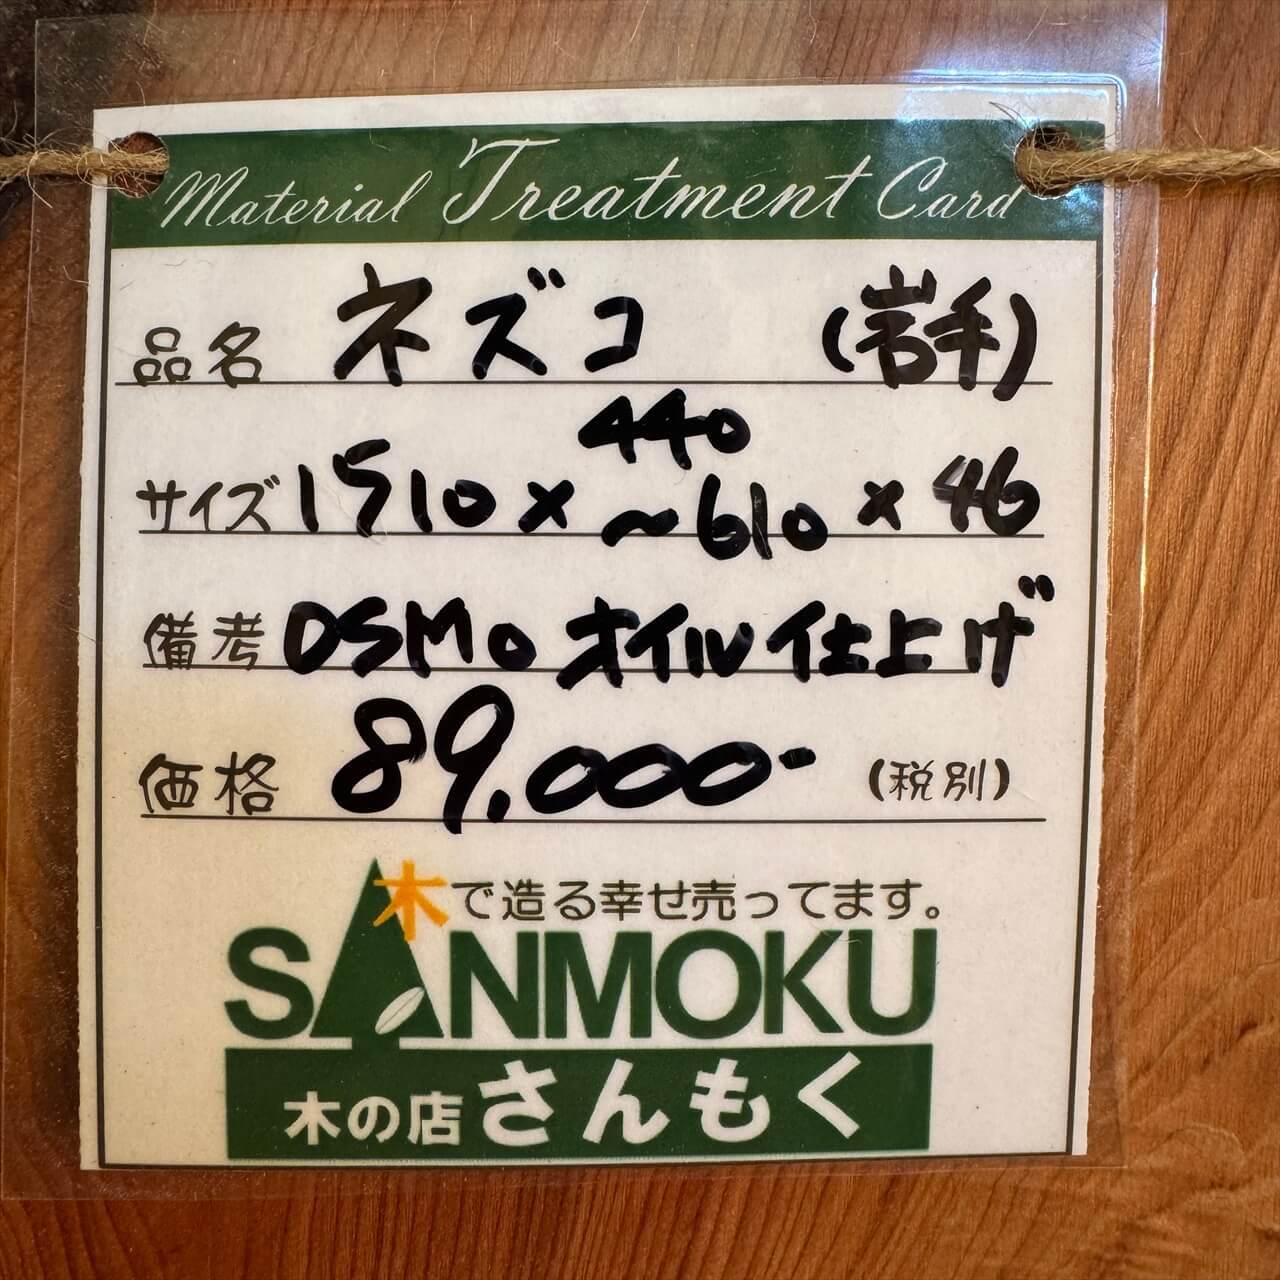 Material Treatment Card
品名 ネズコ (岩手)
サイズ 1510×440~610×46
備考 OSMO オイル仕上げ
価格 89,000- (税別)
木で造る幸せ売ってます。
SANMOKU
木の店 さんもく